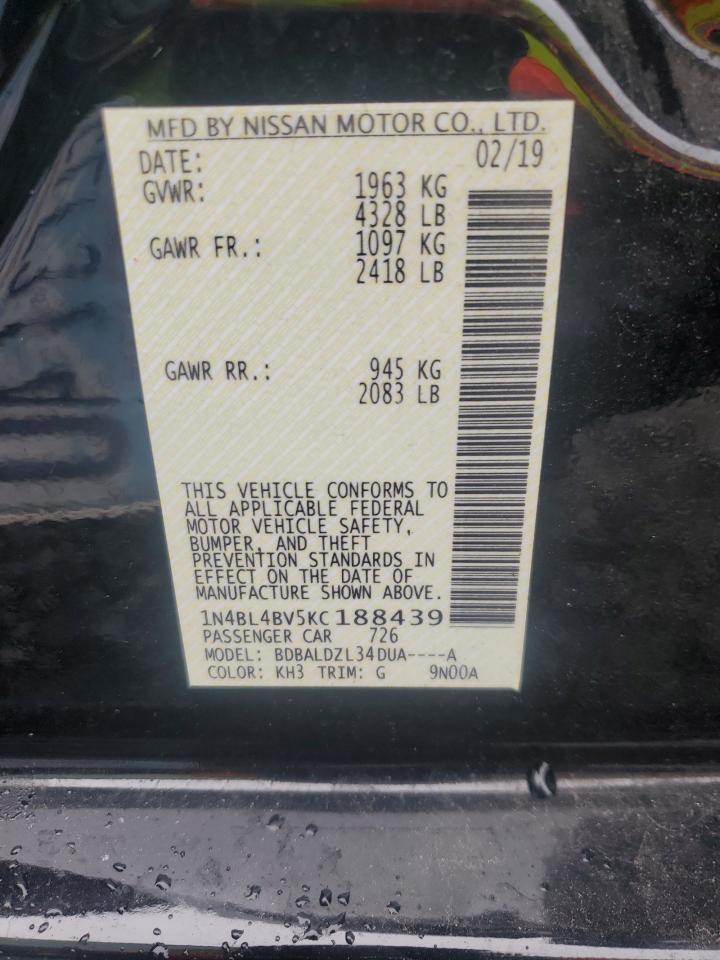 MFD BY NISSAN MOTOR CO., LTD.
DATE: 02/19
GVWR: 1963 KG
4328 LB
GAWR FR.: 1097 KG
2418 LB
GAWR RR.: 945 KG
2083 LB
THIS VEHICLE CONFORMS TO
ALL APPLICABLE FEDERAL
MOTOR VEHICLE SAFETY,
BUMPER, AND THEFT
PREVENTION STANDARDS IN
EFFECT ON THE DATE OF
MANUFACTURE SHOWN ABOVE.
1N4BL4BV5KC188439
PASSENGER CAR 726
MODEL: BDBALDZL34DUA----A
COLOR: KH3 TRIM: G 9N00A